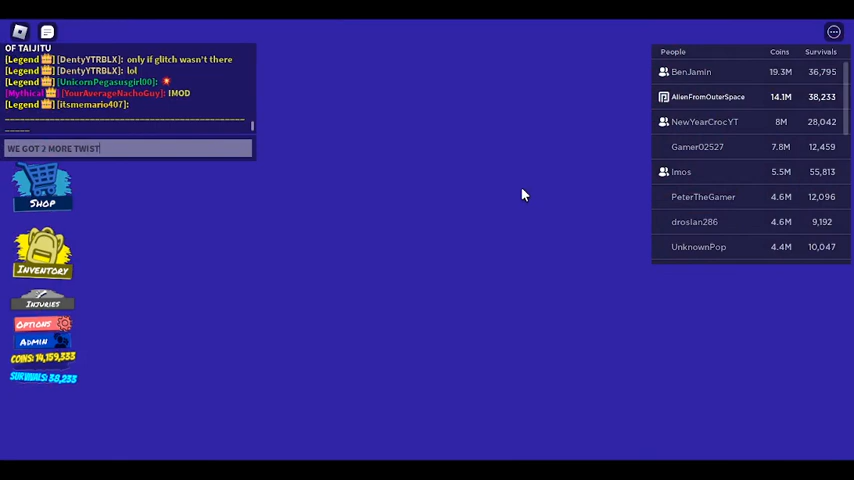 OF TAIJITU
[Legend 👑] [DentyYTRBLX]: only if glitch wasn't there
[Legend 👑] [DentyYTRBLX]: lol
[Legend 👑] [UnicornPegasusgirl00]: 💥
[Mythical 👑] [YourAverageNachoGuy]: IMOD
[Legend 👑] [itsmemario407]:
WE GOT 2 MORE TWIST
SHOP
INVENTORY
INJURIES
OPTIONS
ADMIN
COINS: 14,159,333
SURVIVALS: 38,233
People Coins Survivals
BenJamin 19.3M 36,795
AlienFromOuterSpace 14.1M 38,233
NewYearCrocYT 8M 28,042
Gamer02527 7.8M 12,459
Imos 5.5M 55,813
PeterTheGamer 4.6M 12,096
droslan286 4.6M 9,192
UnknownPop 4.4M 10,047